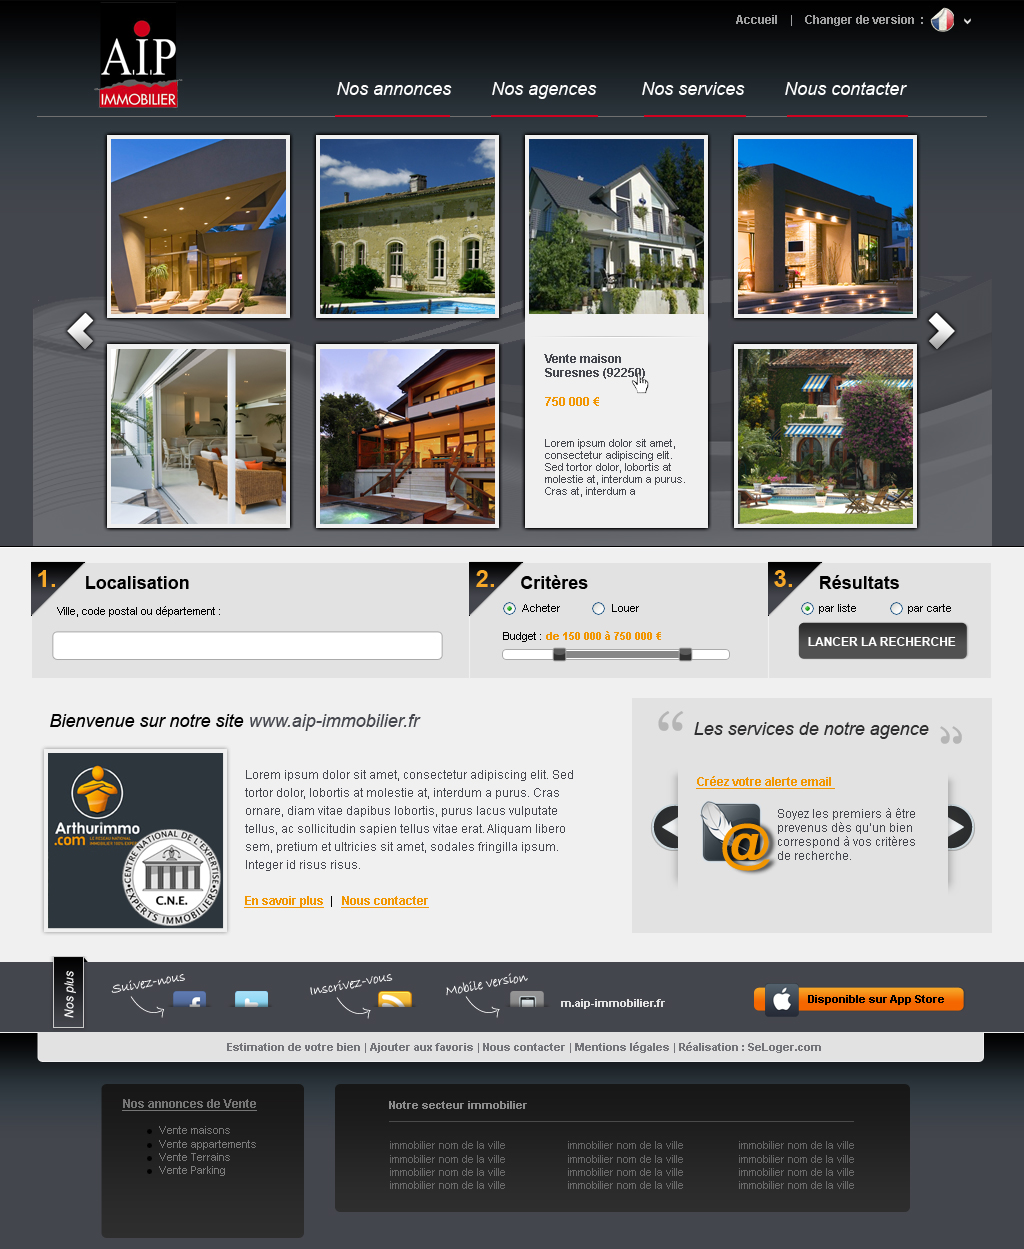 Accueil | Changer de version :
A.I.P
IMMOBILIER
Nos annonces
Nos agences
Nos services
Nous contacter
Vente maison
Suresnes (92250)
750 000 €
Lorem ipsum dolor sit amet,
consectetur adipiscing elit.
Sed tortor dolor, lobortis at
molestie at, interdum a purus.
Cras at, interdum a
1. Localisation
Ville, code postal ou département :
2. Critères
Acheter
Louer
Budget : de 150 000 à 750 000 €
3. Résultats
par liste
par carte
LANCER LA RECHERCHE
Bienvenue sur notre site www.aip-immobilier.fr
Arthurimmo
.com
CENTRE NATIONAL DE L'EXPERTISE
C.N.E.
EXPERTS IMMOBILIERS
Lorem ipsum dolor sit amet, consectetur adipiscing elit. Sed
tortor dolor, lobortis at molestie at, interdum a purus. Cras
ornare, diam vitae dapibus lobortis, purus lacus vulputate
tellus, ac sollicitudin sapien tellus vitae erat. Aliquam libero
sem, pretium et ultricies sit amet, sodales fringilla ipsum.
Integer id risus risus.
En savoir plus | Nous contacter
“ Les services de notre agence ”
Créez votre alerte email
@
Soyez les premiers à être
prevenus dès qu'un bien
correspond à vos critères
de recherche.
Nos plus
Suivez-nous
f
Inscrivez-vous
Mobile version
m.aip-immobilier.fr
Disponible sur App Store
Estimation de votre bien | Ajouter aux favoris | Nous contacter | Mentions légales | Réalisation : SeLoger.com
Nos annonces de Vente
Vente maisons
Vente appartements
Vente Terrains
Vente Parking
Notre secteur immobilier
immobilier nom de la ville immobilier nom de la ville immobilier nom de la ville
immobilier nom de la ville immobilier nom de la ville immobilier nom de la ville
immobilier nom de la ville immobilier nom de la ville immobilier nom de la ville
immobilier nom de la ville immobilier nom de la ville immobilier nom de la ville